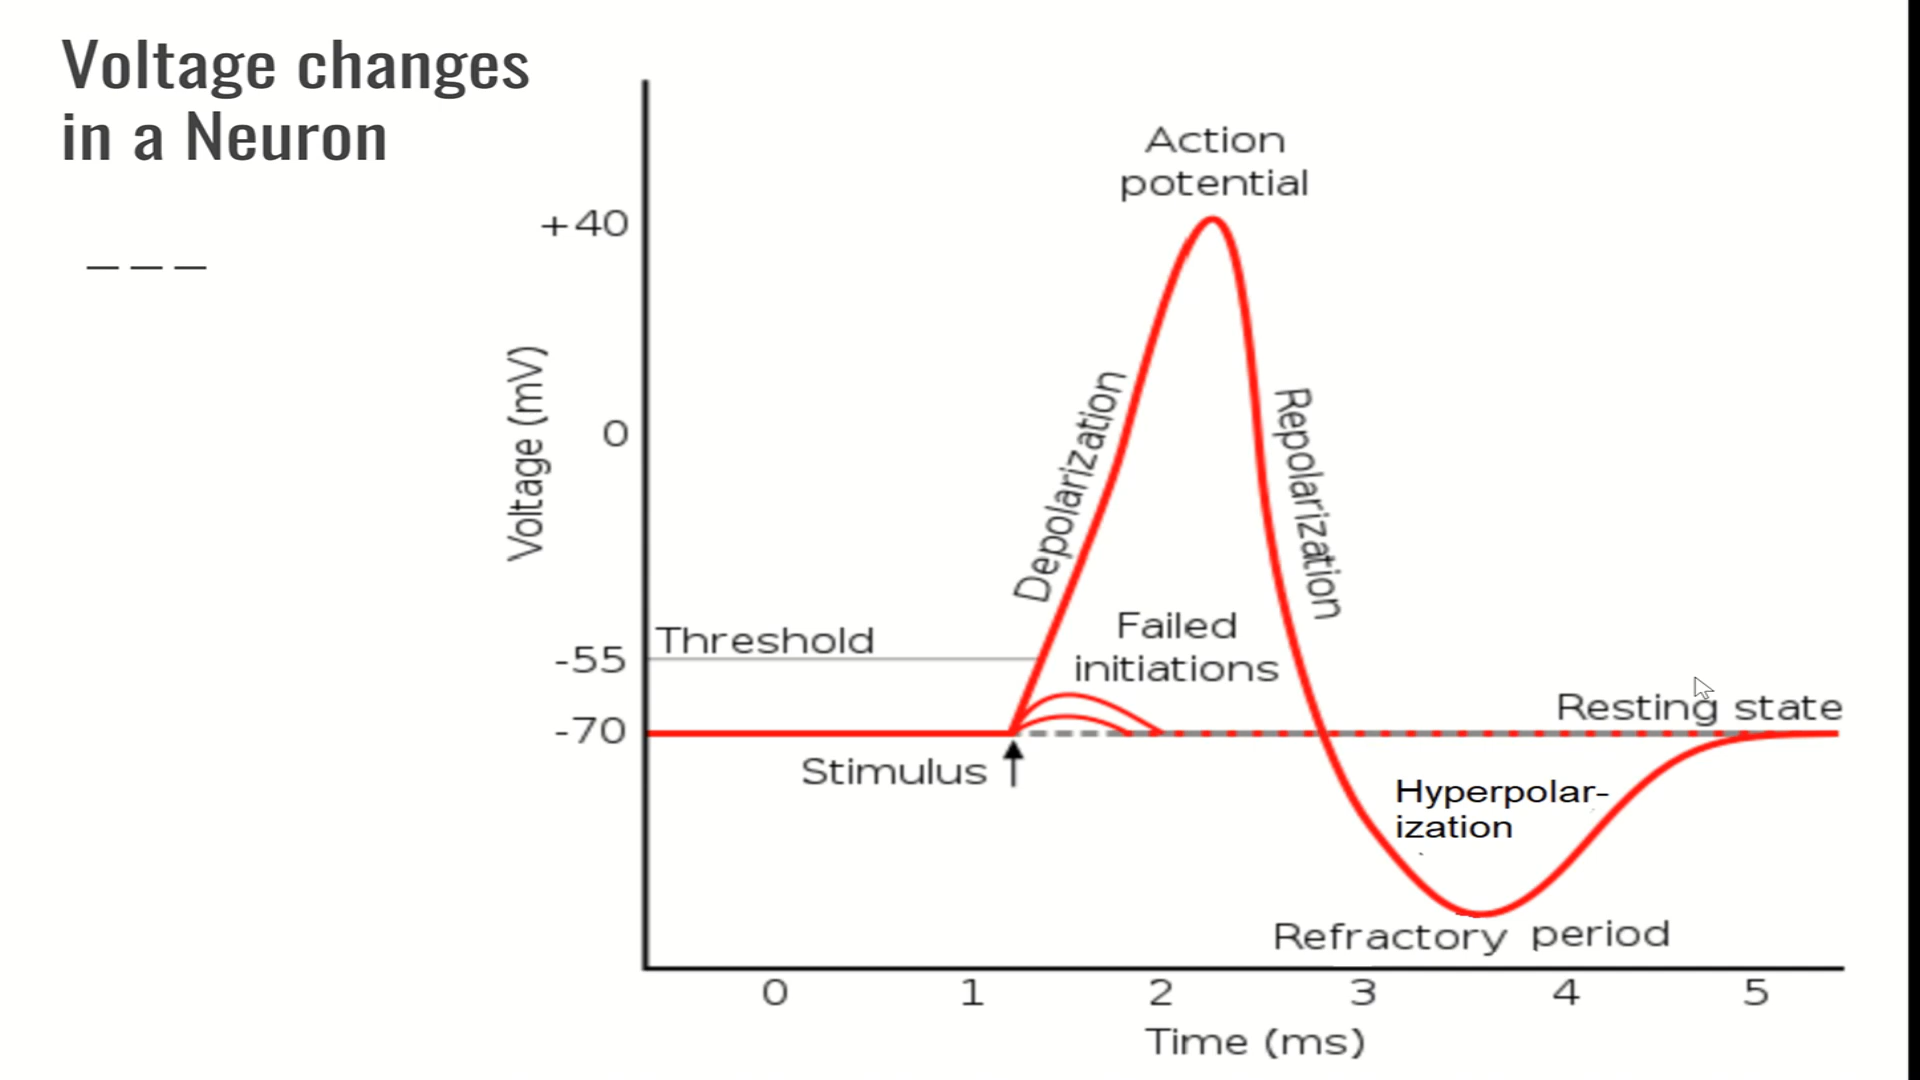 Voltage changes
in a Neuron
Action
potential
+40
0
-55
-70
Voltage (mV)
Depolarization
Repolarization
Threshold
Failed
initiations
Stimulus
Resting state
Hyperpolar-
ization
Refractory period
0 1 2 3 4 5
Time (ms)